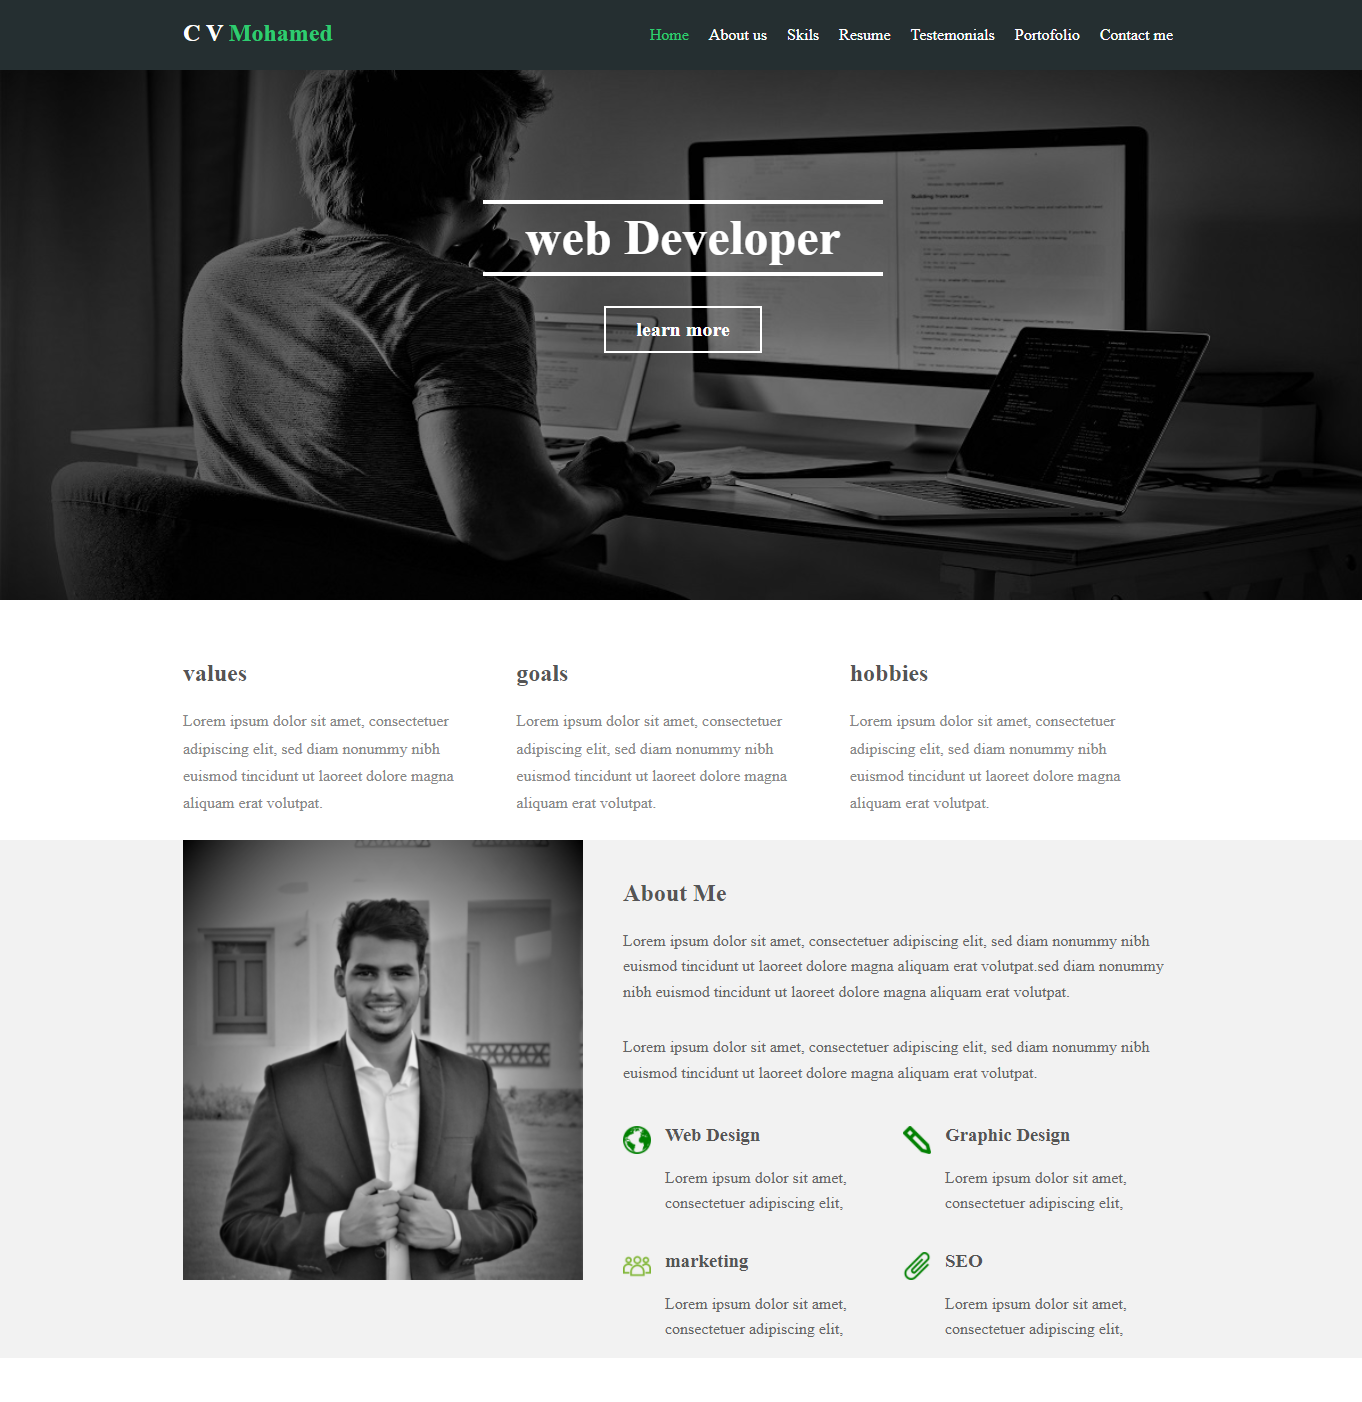 C V Mohamed
Home About us Skils Resume Testemonials Portofolio Contact me
web Developer
learn more
values
Lorem ipsum dolor sit amet, consectetuer
adipiscing elit, sed diam nonummy nibh
euismod tincidunt ut laoreet dolore magna
aliquam erat volutpat.
goals
Lorem ipsum dolor sit amet, consectetuer
adipiscing elit, sed diam nonummy nibh
euismod tincidunt ut laoreet dolore magna
aliquam erat volutpat.
hobbies
Lorem ipsum dolor sit amet, consectetuer
adipiscing elit, sed diam nonummy nibh
euismod tincidunt ut laoreet dolore magna
aliquam erat volutpat.
About Me
Lorem ipsum dolor sit amet, consectetuer adipiscing elit, sed diam nonummy nibh
euismod tincidunt ut laoreet dolore magna aliquam erat volutpat.sed diam nonummy
nibh euismod tincidunt ut laoreet dolore magna aliquam erat volutpat.
Lorem ipsum dolor sit amet, consectetuer adipiscing elit, sed diam nonummy nibh
euismod tincidunt ut laoreet dolore magna aliquam erat volutpat.
Web Design
Lorem ipsum dolor sit amet,
consectetuer adipiscing elit,
Graphic Design
Lorem ipsum dolor sit amet,
consectetuer adipiscing elit,
marketing
Lorem ipsum dolor sit amet,
consectetuer adipiscing elit,
SEO
Lorem ipsum dolor sit amet,
consectetuer adipiscing elit,